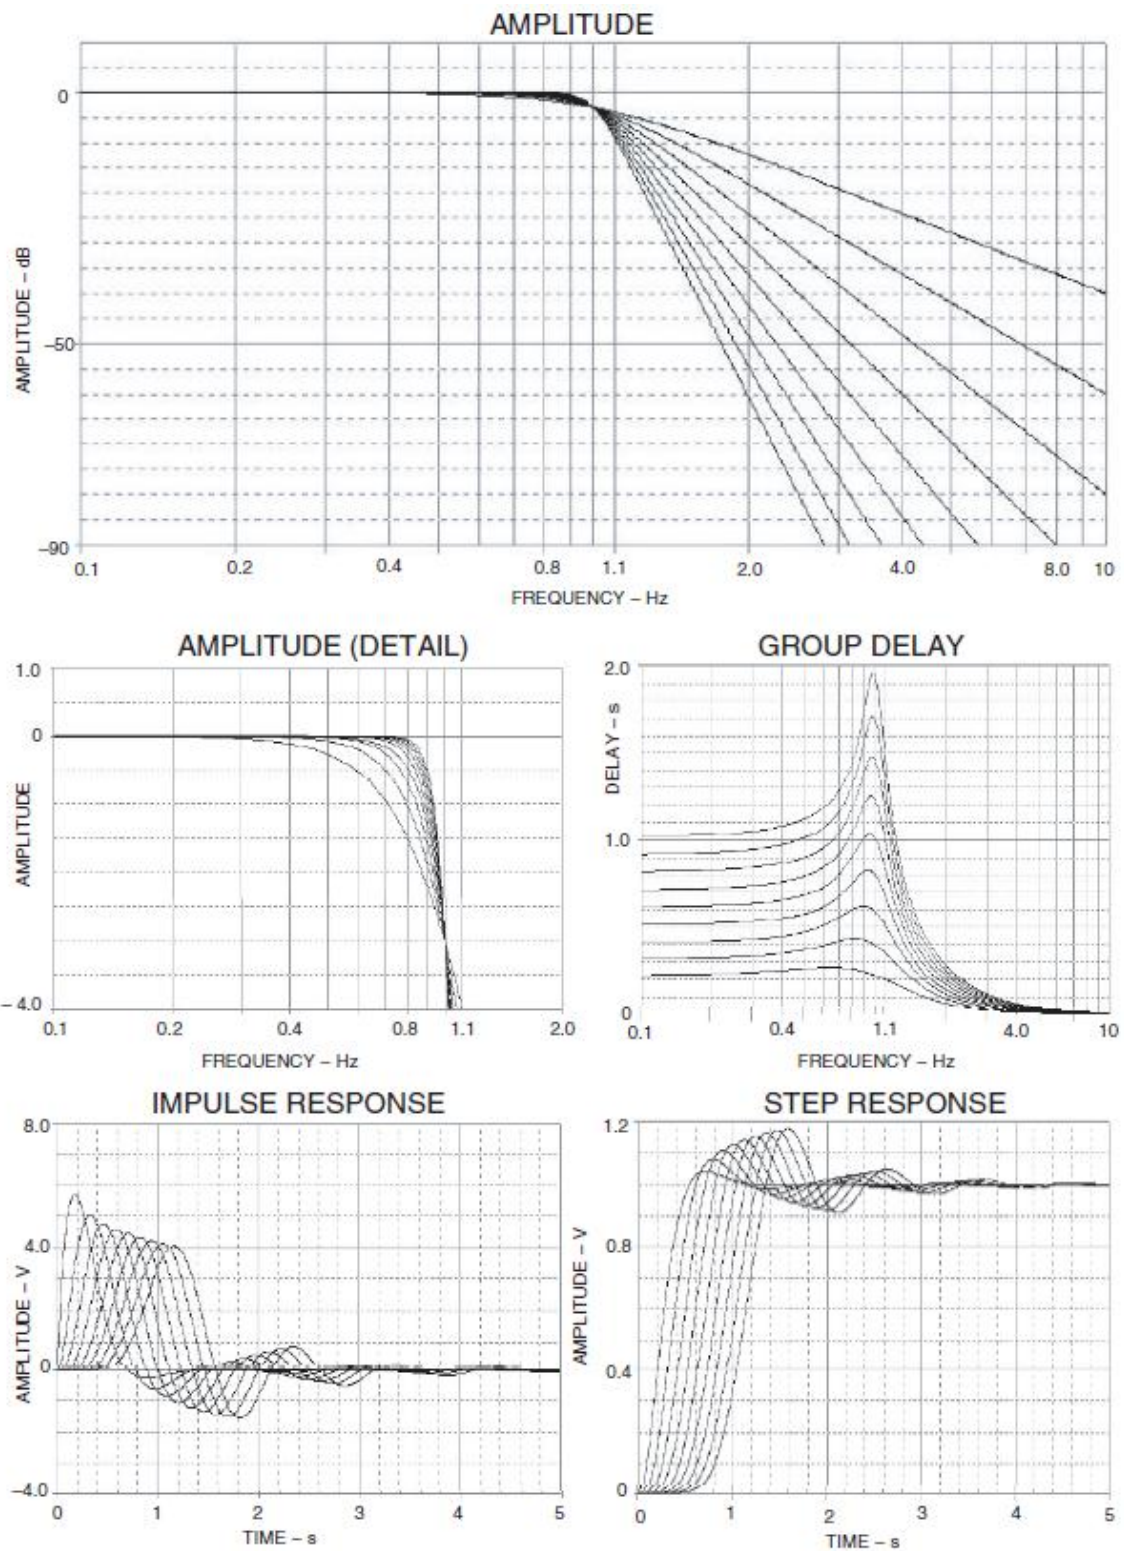 AMPLITUDE
0
–50
–90
AMPLITUDE – dB
0.1 0.2 0.4 0.8 1.1 2.0 4.0 8.0 10
FREQUENCY – Hz
AMPLITUDE (DETAIL)
1.0
0
– 4.0
AMPLITUDE
0.1 0.2 0.4 0.8 1.1 2.0
FREQUENCY – Hz
GROUP DELAY
2.0
1.0
0
DELAY – s
0.1 0.4 1.1 4.0 10
FREQUENCY – Hz
IMPULSE RESPONSE
8.0
4.0
0
–4.0
AMPLITUDE – V
0 1 2 3 4 5
TIME – s
STEP RESPONSE
1.2
0.8
0.4
0
AMPLITUDE – V
0 1 2 3 4 5
TIME – s